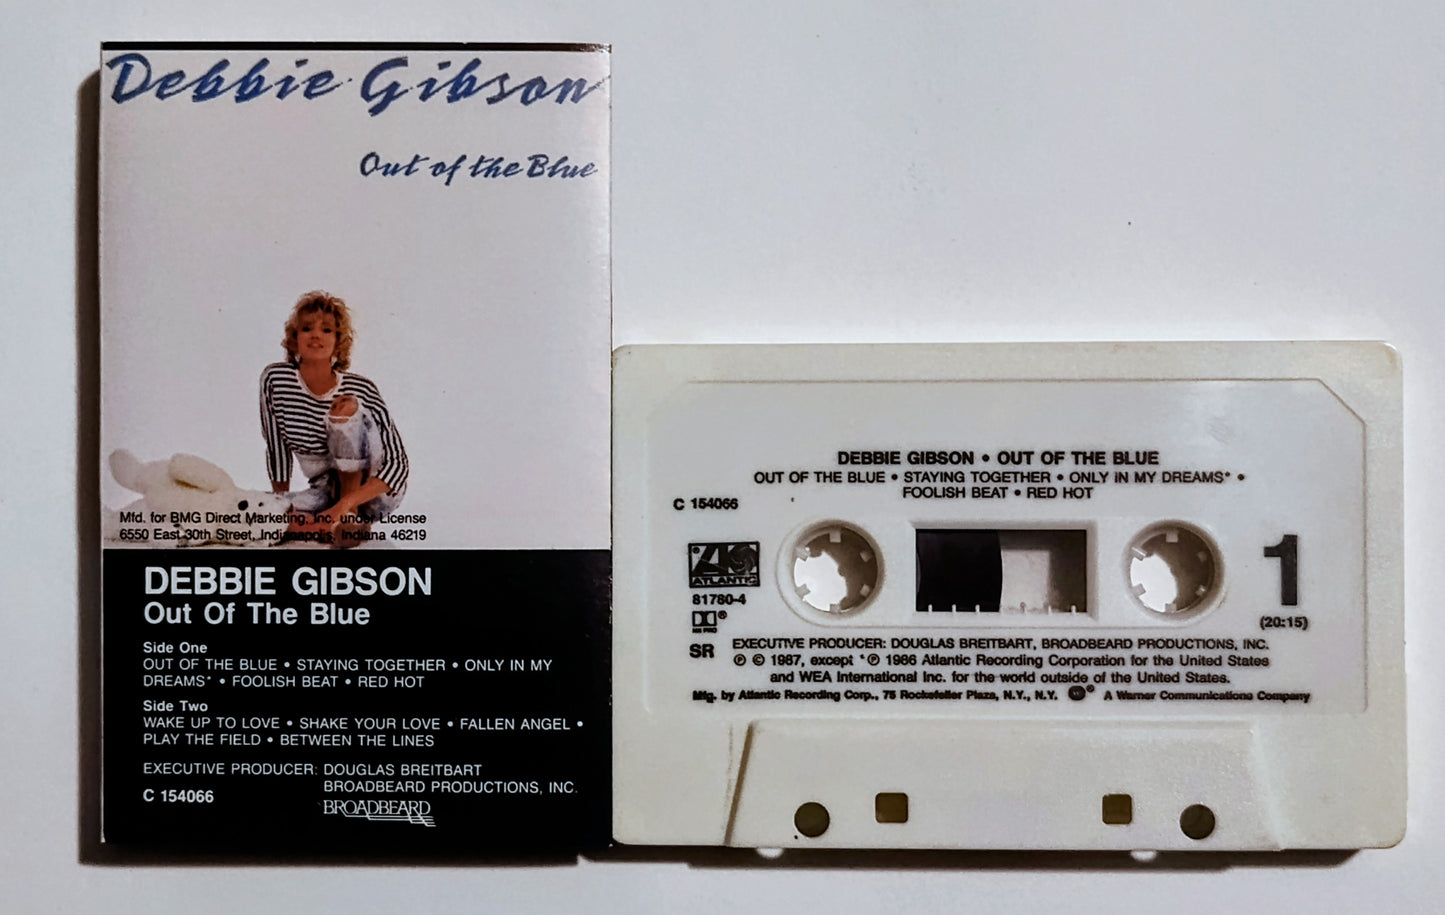 Debbie Gibson
Out of the Blue
Mfd. for BMG Direct Marketing, Inc. under License
6550 East 30th Street, Indianapolis, Indiana 46219
DEBBIE GIBSON
Out Of The Blue
Side One
OUT OF THE BLUE • STAYING TOGETHER • ONLY IN MY
DREAMS* • FOOLISH BEAT • RED HOT
Side Two
WAKE UP TO LOVE • SHAKE YOUR LOVE • FALLEN ANGEL •
PLAY THE FIELD • BETWEEN THE LINES
EXECUTIVE PRODUCER: DOUGLAS BREITBART
BROADBEARD PRODUCTIONS, INC.
C 154066
BROADBEARD
DEBBIE GIBSON • OUT OF THE BLUE
OUT OF THE BLUE • STAYING TOGETHER • ONLY IN MY DREAMS* •
FOOLISH BEAT • RED HOT
C 154066
ATLANTIC
81780-4
®
NR PRO
SR
1
(20:15)
EXECUTIVE PRODUCER: DOUGLAS BREITBART, BROADBEARD PRODUCTIONS, INC.
℗ © 1987, except *℗ 1986 Atlantic Recording Corporation for the United States
and WEA International Inc. for the world outside of the United States.
Mfg. by Atlantic Recording Corp., 75 Rockefeller Plaza, N.Y., N.Y. ® A Warner Communications Company